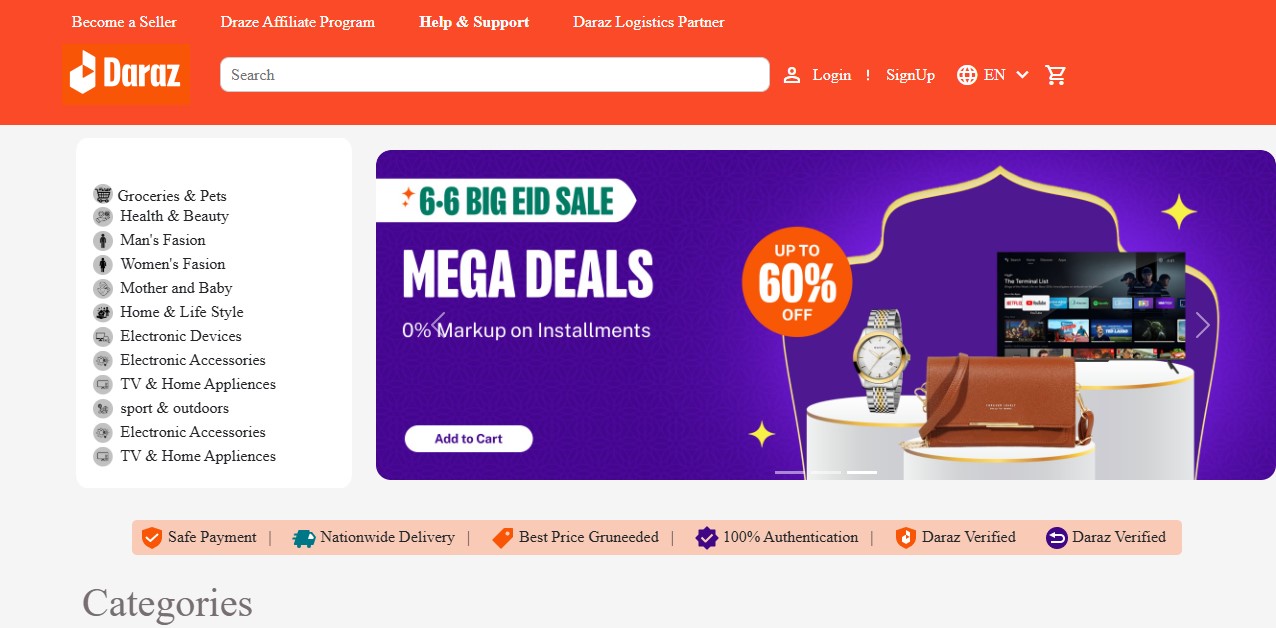 Become a Seller Draze Affiliate Program Help & Support Daraz Logistics Partner
Daraz
Search
Login ! SignUp EN
Groceries & Pets
Health & Beauty
Man's Fasion
Women's Fasion
Mother and Baby
Home & Life Style
Electronic Devices
Electronic Accessories
TV & Home Appliences
sport & outdoors
Electronic Accessories
TV & Home Appliences
6-6 BIG EID SALE
MEGA DEALS
0% Markup on Installments
Add to Cart
UP TO
60%
OFF
The Terminal List
NETFLIX YouTube
Safe Payment | Nationwide Delivery | Best Price Gruneeded | 100% Authentication | Daraz Verified Daraz Verified
Categories